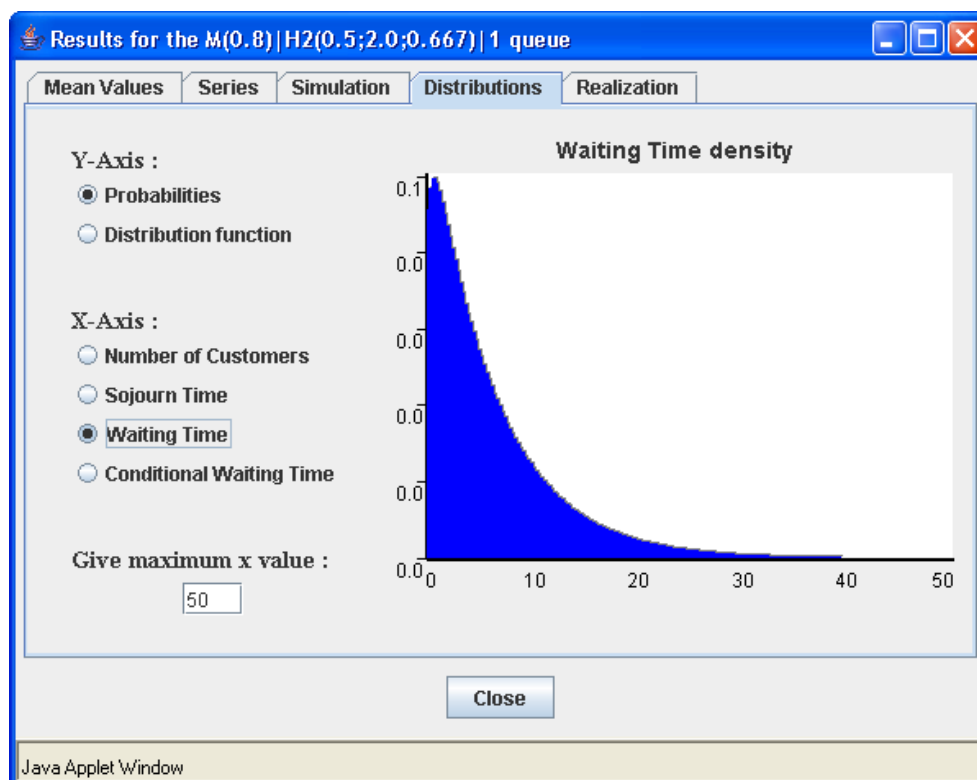 Results for the M(0.8)|H2(0.5;2.0;0.667)|1 queue
Mean Values Series Simulation Distributions Realization
Y-Axis :
Probabilities
Distribution function
X-Axis :
Number of Customers
Sojourn Time
Waiting Time
Conditional Waiting Time
Give maximum x value :
50
Waiting Time density
0.1
0.0
0.0
0.0
0.0
0.0
0 10 20 30 40 50
Close
Java Applet Window